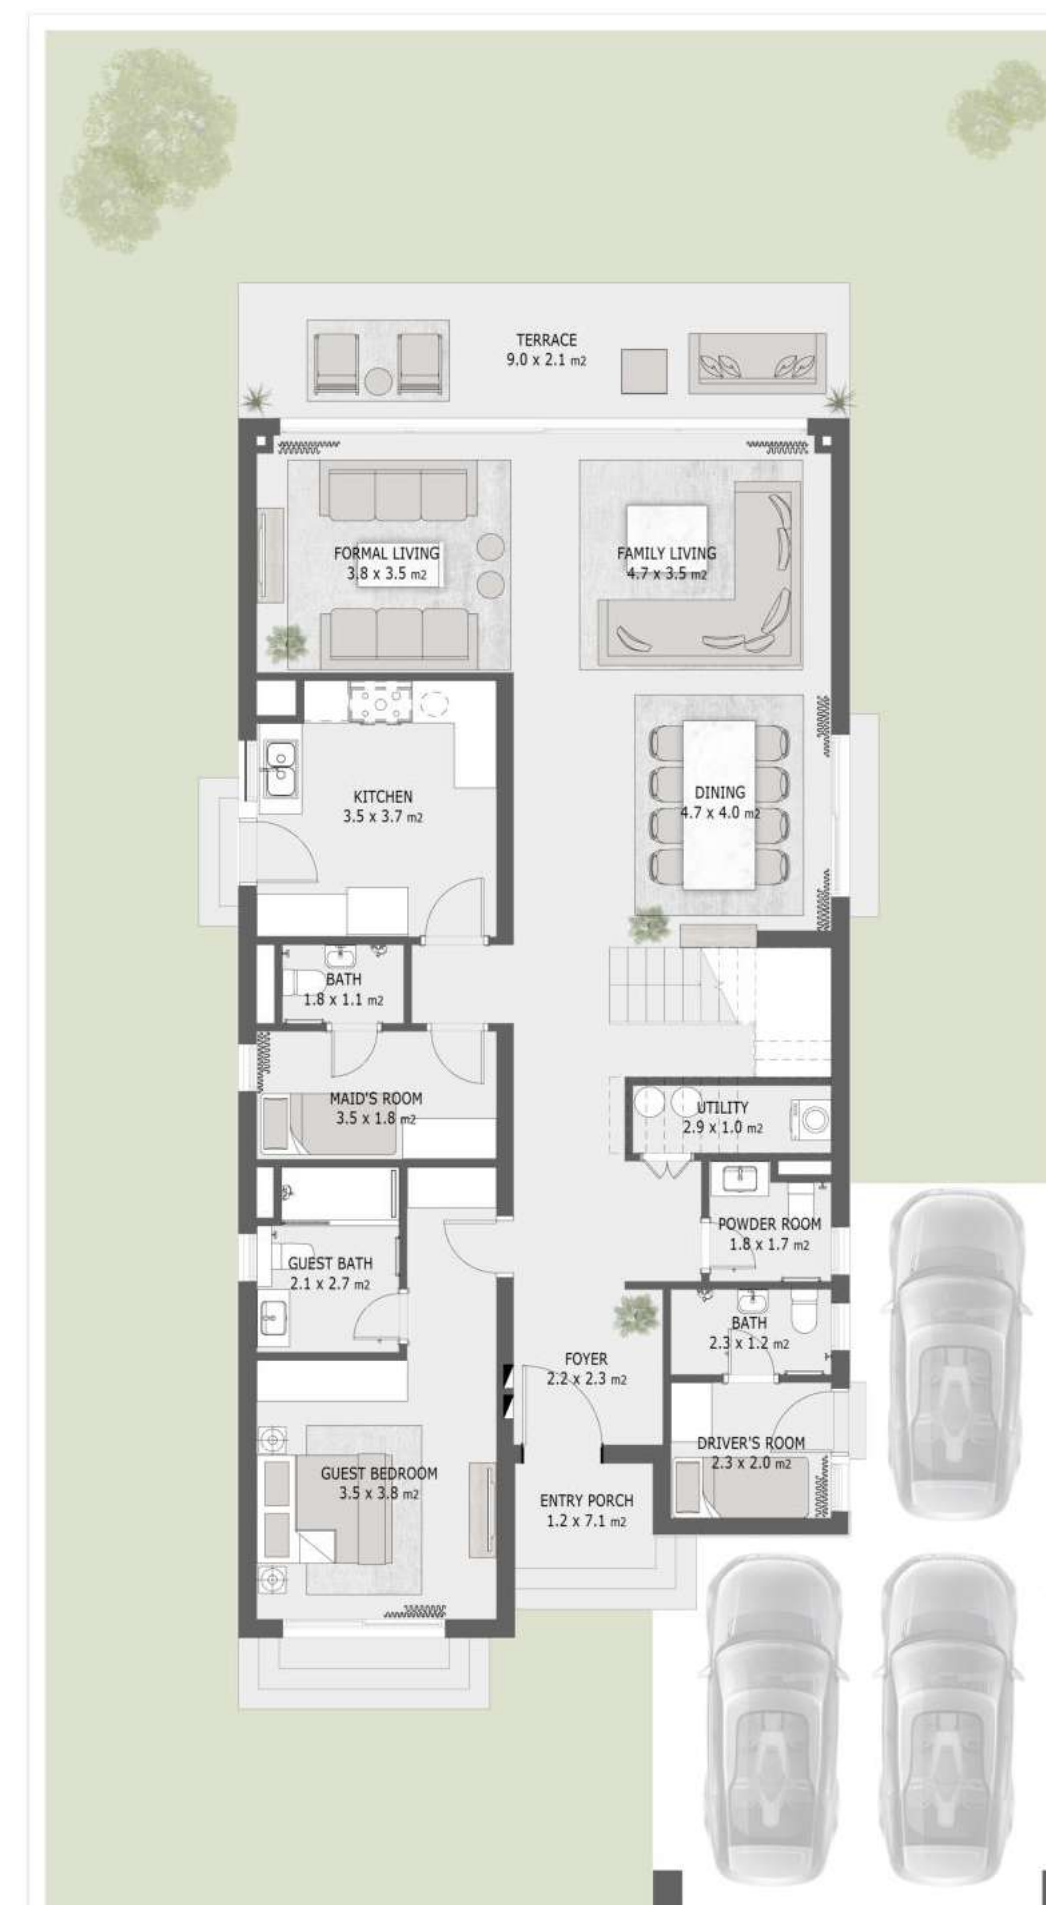 TERRACE
9.0 x 2.1 m2
FORMAL LIVING
3.8 x 3.5 m2
FAMILY LIVING
4.7 x 3.5 m2
KITCHEN
3.5 x 3.7 m2
DINING
4.7 x 4.0 m2
BATH
1.8 x 1.1 m2
MAID'S ROOM
3.5 x 1.8 m2
UTILITY
2.9 x 1.0 m2
POWDER ROOM
1.8 x 1.7 m2
GUEST BATH
2.1 x 2.7 m2
BATH
2.3 x 1.2 m2
FOYER
2.2 x 2.3 m2
DRIVER'S ROOM
2.3 x 2.0 m2
GUEST BEDROOM
3.5 x 3.8 m2
ENTRY PORCH
1.2 x 7.1 m2